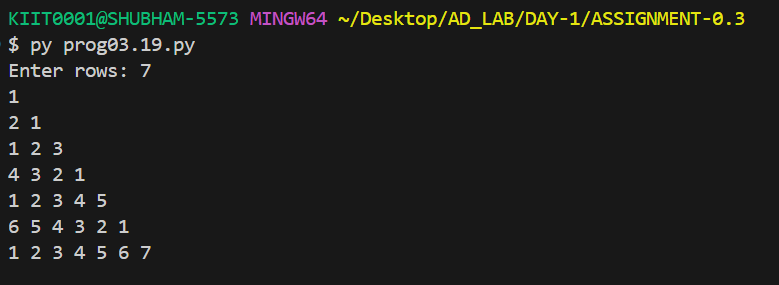 KIIT0001@SHUBHAM-5573 MINGW64 ~/Desktop/AD_LAB/DAY-1/ASSIGNMENT-0.3
$ py prog03.19.py
Enter rows: 7
1
2 1
1 2 3
4 3 2 1
1 2 3 4 5
6 5 4 3 2 1
1 2 3 4 5 6 7